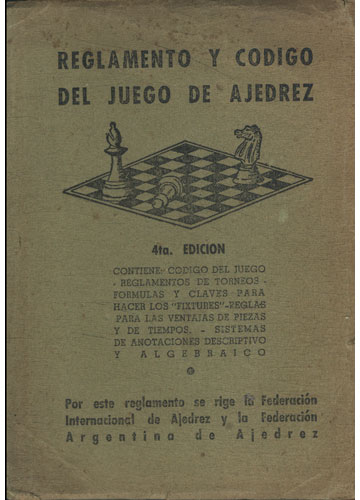 REGLAMENTO Y CODIGO
DEL JUEGO DE AJEDREZ
4ta. EDICION
CONTIENE: CODIGO DEL JUEGO
- REGLAMENTOS DE TORNEOS -
FORMULAS Y CLAVES PARA
HACER LOS "FIXTURES" - REGLAS
PARA LAS VENTAJAS DE PIEZAS
Y DE TIEMPOS. - SISTEMAS
DE ANOTACIONES DESCRIPTIVO
Y ALGEBRAICO
Por este reglamento se rige la Federación
Internacional de Ajedrez y la Federación
Argentina de Ajedrez